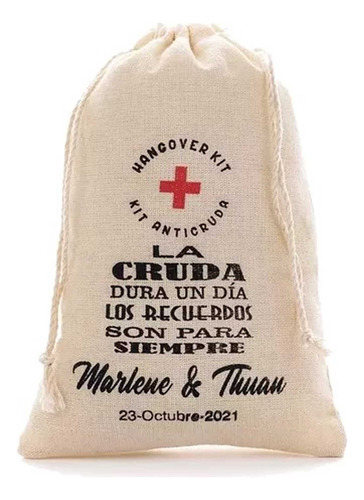 HANGOVER KIT
KIT ANTICRUDA
LA
CRUDA
DURA UN DÍA
LOS RECUERDOS
SON PARA
SIEMPRE
Marlene & Thuan
23-Octubre-2021